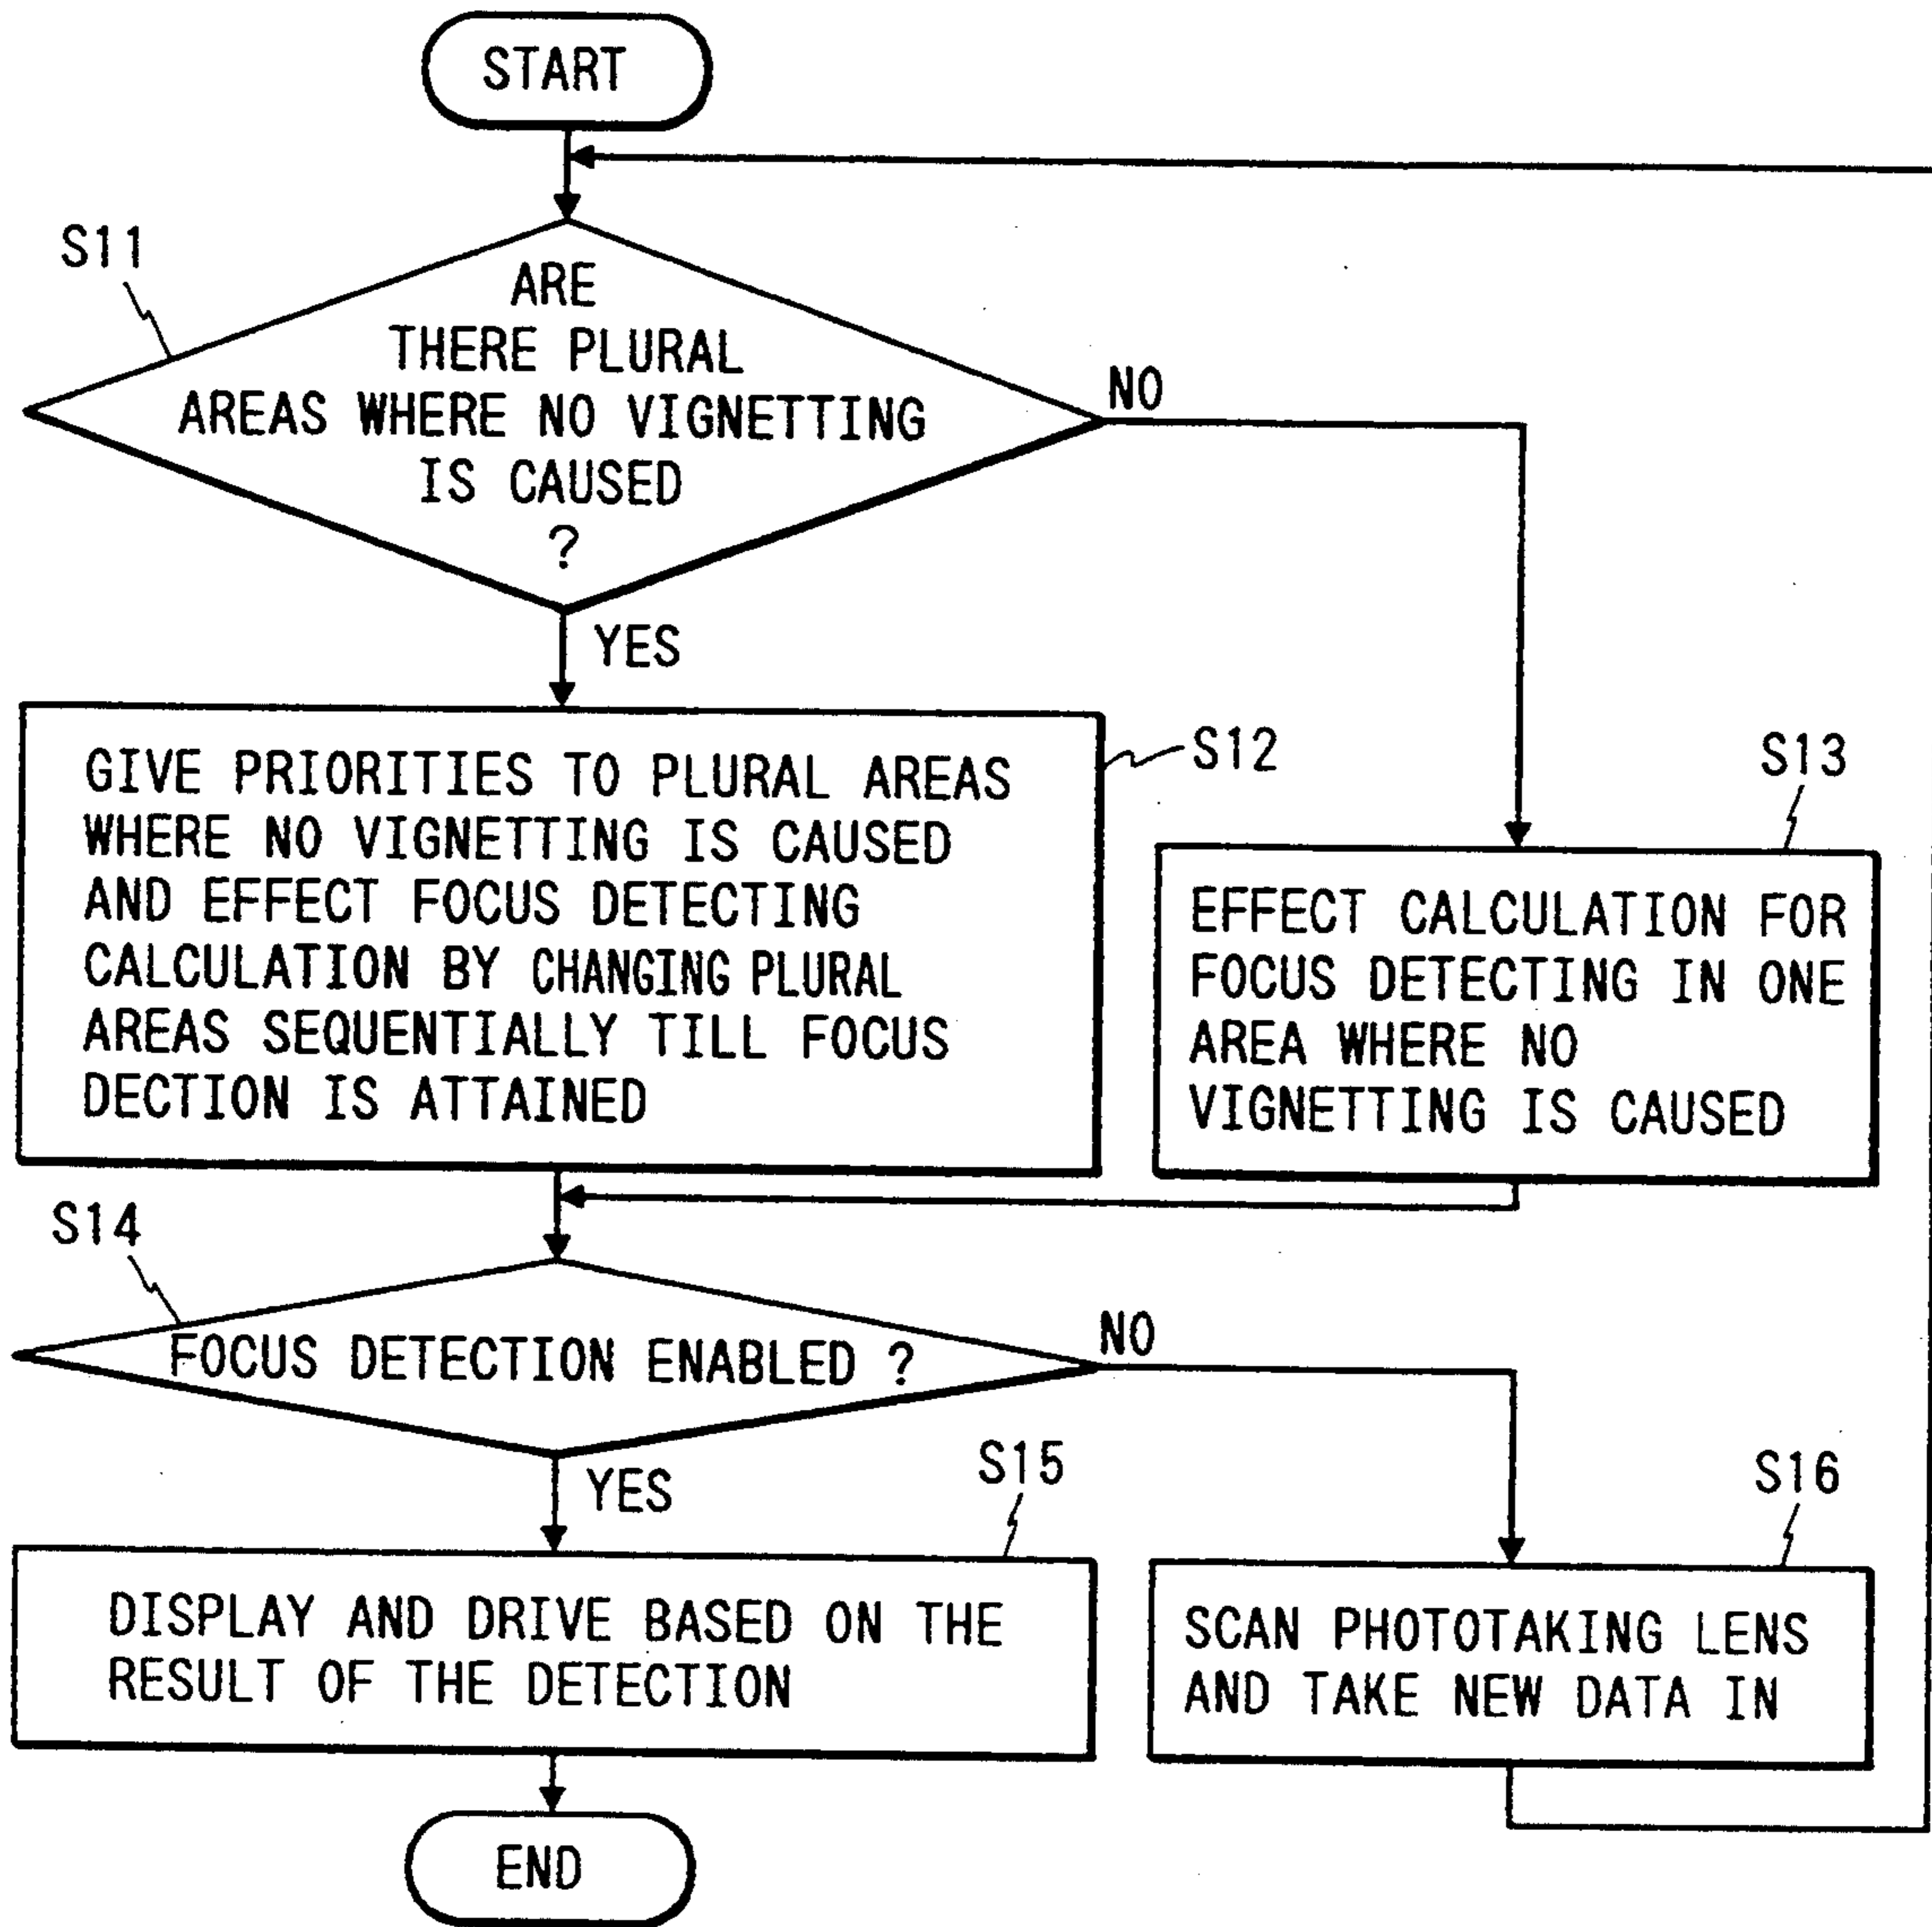 START
S11
ARE
THERE PLURAL
AREAS WHERE NO VIGNETTING
IS CAUSED
?
NO
YES
S12
GIVE PRIORITIES TO PLURAL AREAS
WHERE NO VIGNETTING IS CAUSED
AND EFFECT FOCUS DETECTING
CALCULATION BY CHANGING PLURAL
AREAS SEQUENTIALLY TILL FOCUS
DECTION IS ATTAINED
S13
EFFECT CALCULATION FOR
FOCUS DETECTING IN ONE
AREA WHERE NO
VIGNETTING IS CAUSED
S14
FOCUS DETECTION ENABLED ?
NO
YES
S15
DISPLAY AND DRIVE BASED ON THE
RESULT OF THE DETECTION
S16
SCAN PHOTOTAKING LENS
AND TAKE NEW DATA IN
END